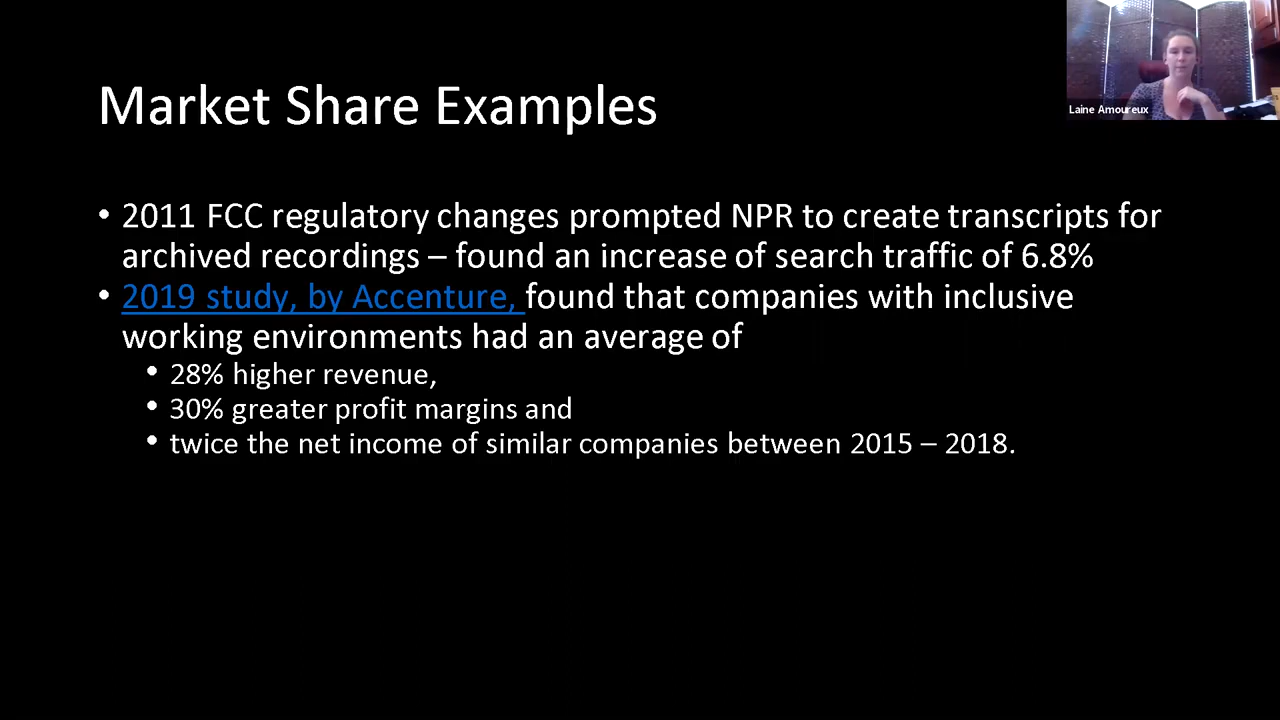 Laine Amoureux
Market Share Examples
• 2011 FCC regulatory changes prompted NPR to create transcripts for
archived recordings – found an increase of search traffic of 6.8%
• 2019 study, by Accenture, found that companies with inclusive
working environments had an average of
• 28% higher revenue,
• 30% greater profit margins and
• twice the net income of similar companies between 2015 – 2018.